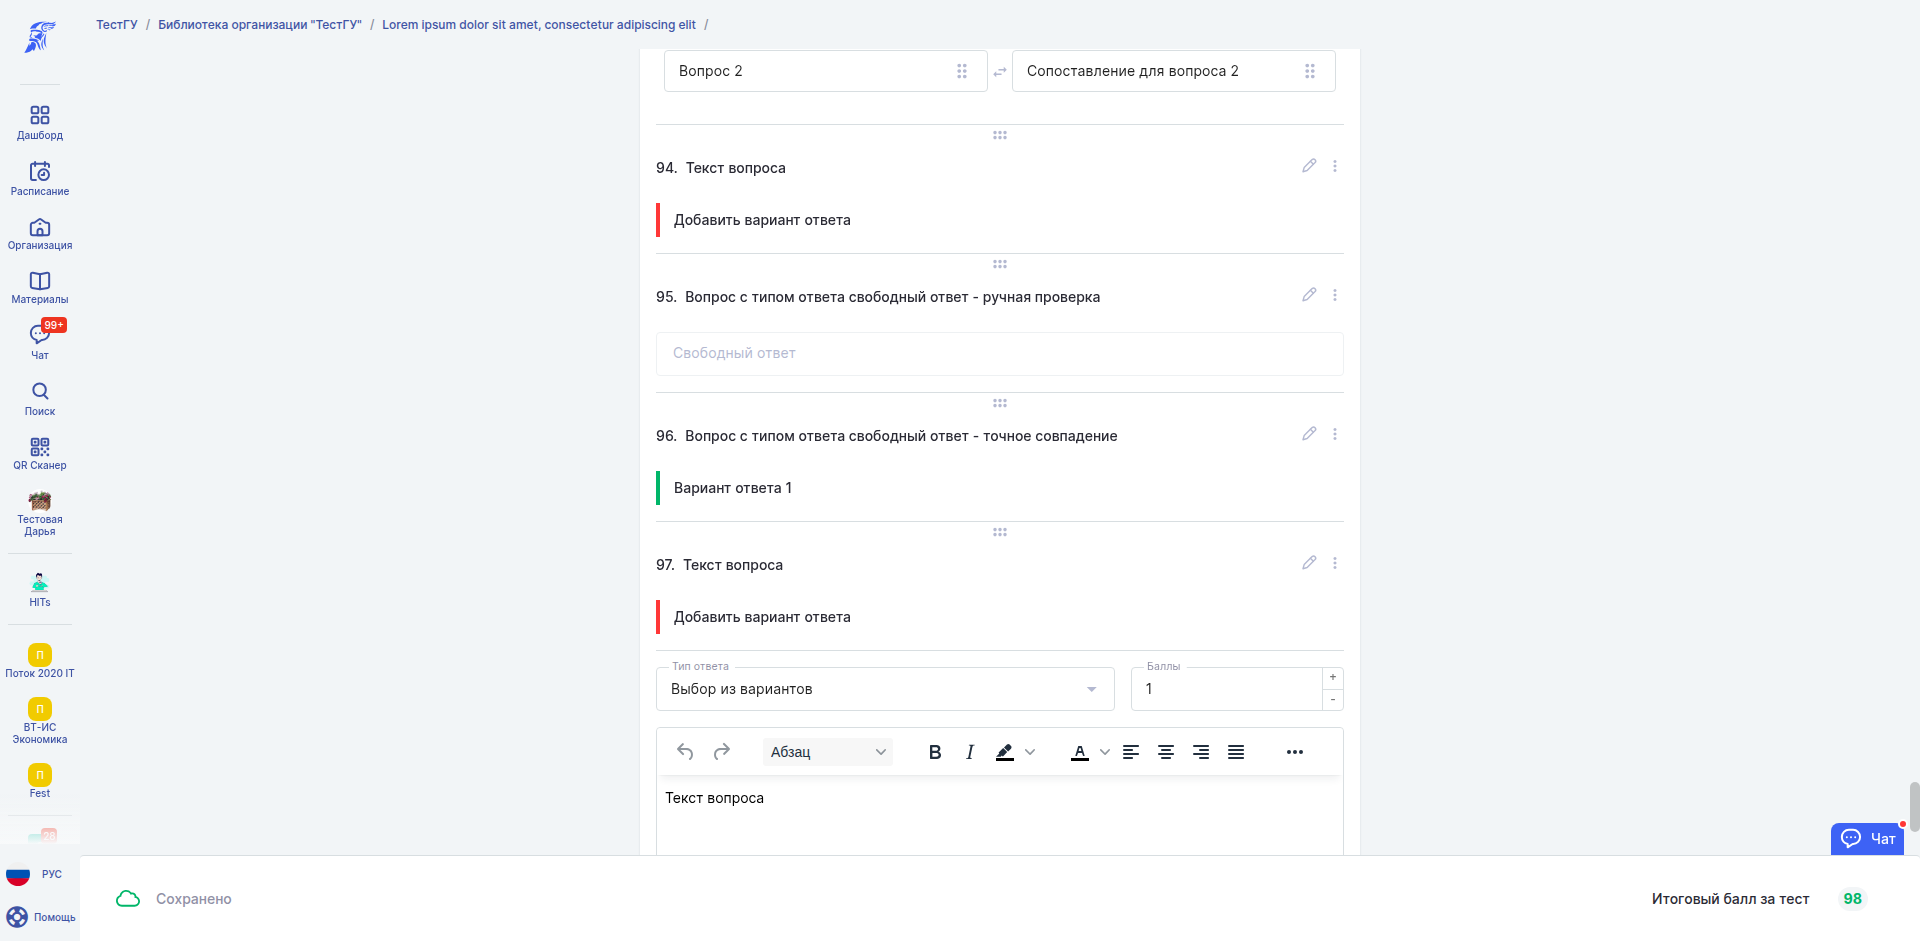 ТестГУ / Библиотека организации "ТестГУ" / Lorem ipsum dolor sit amet, consectetur adipiscing elit /
Дашборд
Расписание
Организация
Материалы
99+
Чат
Поиск
QR Сканер
Тестовая
Дарья
HITs
П
Поток 2020 IT
П
ВТ-ИС
Экономика
П
Fest
28
РУС
Помощь
Вопрос 2
Сопоставление для вопроса 2
94. Текст вопроса
Добавить вариант ответа
95. Вопрос с типом ответа свободный ответ - ручная проверка
Свободный ответ
96. Вопрос с типом ответа свободный ответ - точное совпадение
Вариант ответа 1
97. Текст вопроса
Добавить вариант ответа
Тип ответа
Выбор из вариантов
Баллы
1
+
-
Абзац
B I A
Текст вопроса
Чат
Сохранено
Итоговый балл за тест 98